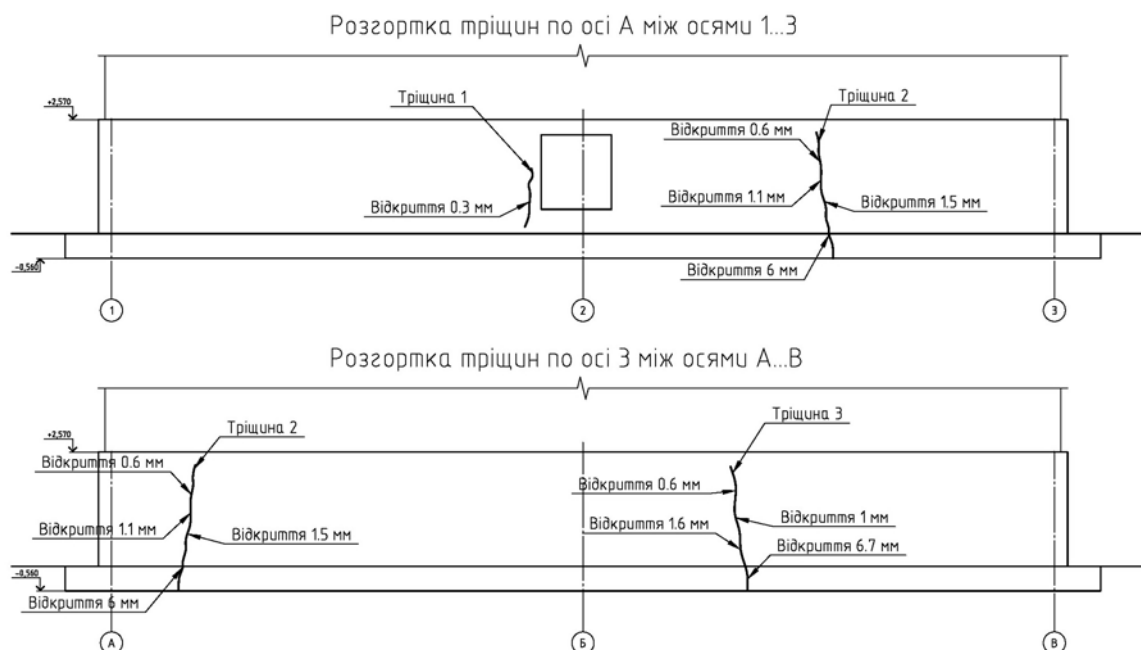 Розгортка тріщин по осі А між осями 1...3
+2,570
Тріщина 1
Тріщина 2
Відкриття 0.6 мм
Відкриття 1.1 мм
Відкриття 0.3 мм
Відкриття 1.5 мм
-0,560
Відкриття 6 мм
1
2
3
Розгортка тріщин по осі 3 між осями А...В
+2,570
Тріщина 2
Тріщина 3
Відкриття 0.6 мм
Відкриття 0.6 мм
Відкриття 1.1 мм
Відкриття 1.5 мм
Відкриття 1.6 мм
Відкриття 1 мм
Відкриття 6.7 мм
-0,560
Відкриття 6 мм
А
Б
В